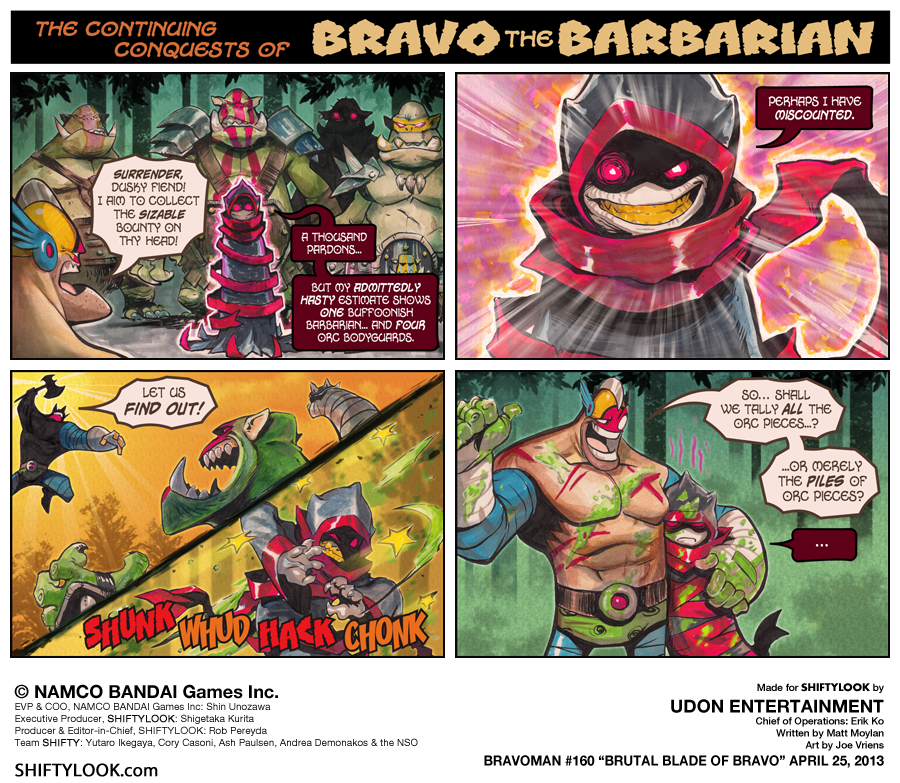 THE CONTINUING
CONQUESTS OF
BRAVO THE BARBARIAN
SURRENDER,
DUSKY FIEND!
I AIM TO COLLECT
THE SIZABLE
BOUNTY ON
THY HEAD!
A THOUSAND
PARDONS...
BUT MY ADMITTEDLY
HASTY ESTIMATE SHOWS
ONE BUFFOONISH
BARBARIAN... AND FOUR
ORC BODYGUARDS.
PERHAPS I HAVE
MISCOUNTED.
LET US
FIND OUT!
SHUNK WHUD HACK CHONK
SO... SHALL
WE TALLY ALL THE
ORC PIECES...?
...OR MERELY
THE PILES OF
ORC PIECES?
...
© NAMCO BANDAI Games Inc.
EVP & COO, NAMCO BANDAI Games Inc: Shin Unozawa
Executive Producer, SHIFTYLOOK: Shigetaka Kurita
Producer & Editor-in-Chief, SHIFTYLOOK: Rob Pereyda
Team SHIFTY: Yutaro Ikegaya, Cory Casoni, Ash Paulsen, Andrea Demonakos & the NSO
SHIFTYLOOK.com
Made for SHIFTYLOOK by
UDON ENTERTAINMENT
Chief of Operations: Erik Ko
Written by Matt Moylan
Art by Joe Vriens
BRAVOMAN #160 “BRUTAL BLADE OF BRAVO” APRIL 25, 2013